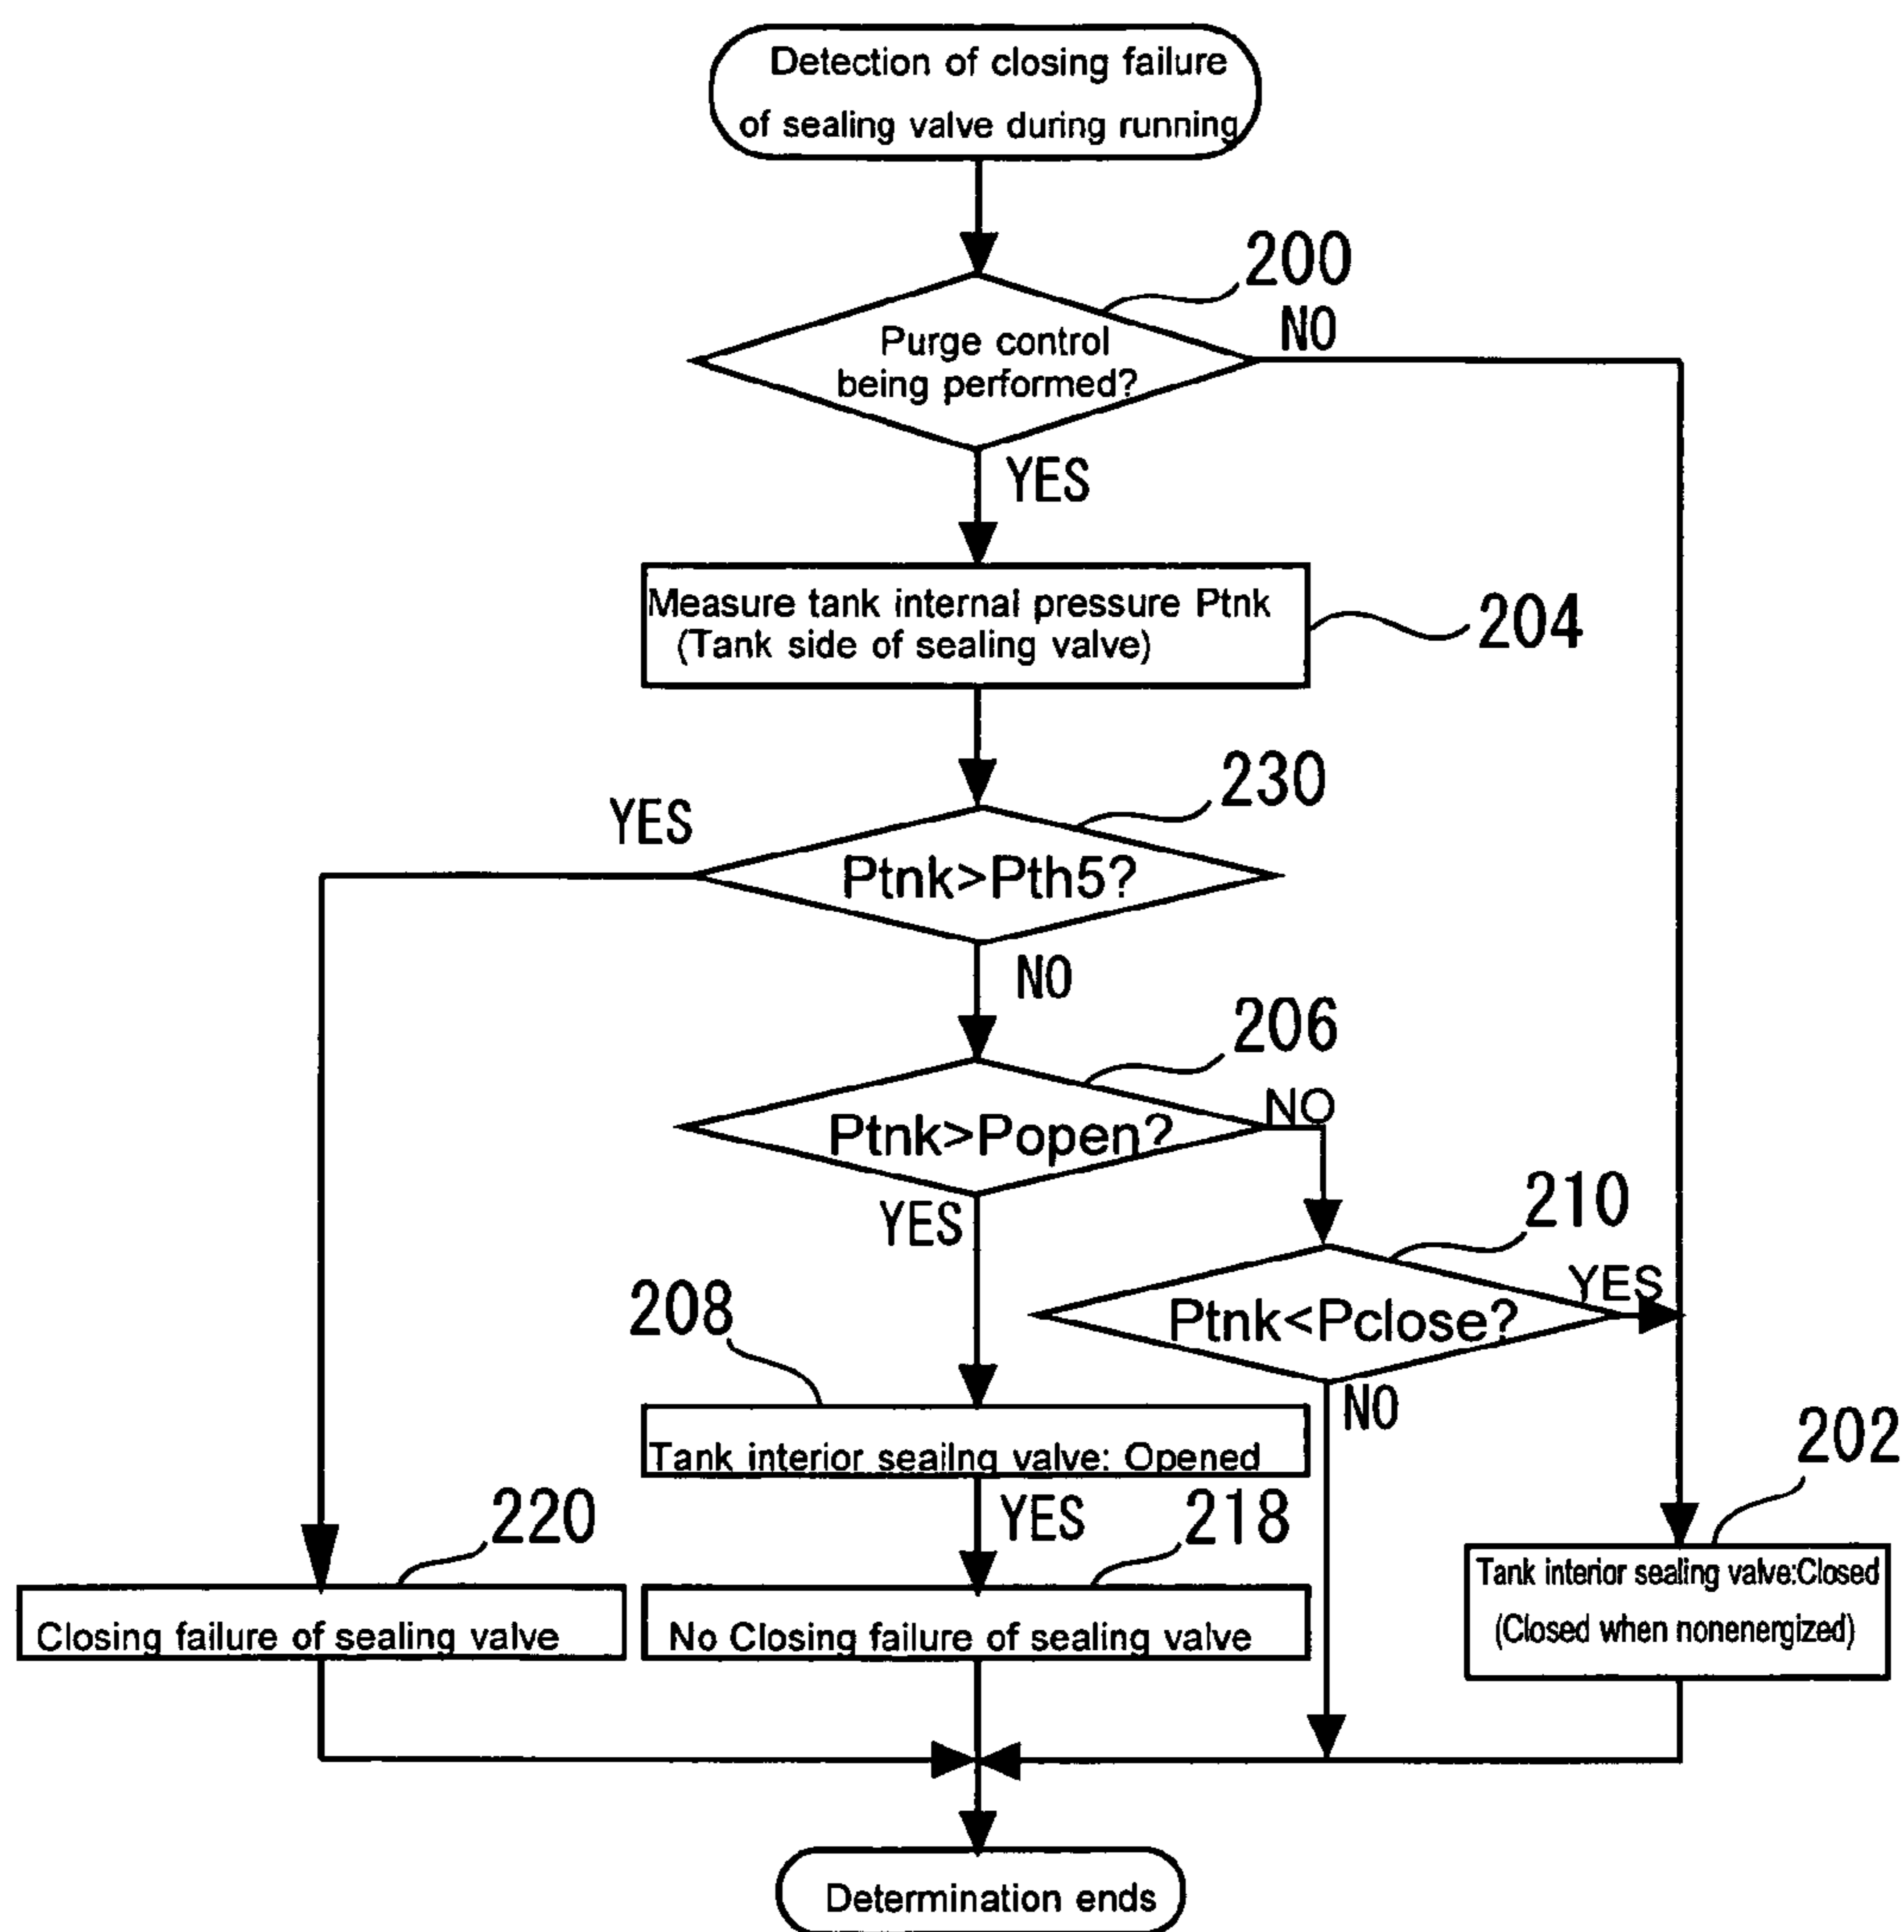 Detection of closing failure
of sealing valve during running
200
NO
Purge control
being performed?
YES
Measure tank internal pressure Ptnk
(Tank side of sealing valve)
204
230
YES
Ptnk>Pth5?
NO
206
NO
Ptnk>Popen?
YES
210
YES
Ptnk<Pclose?
NO
208
Tank interior seailng valve: Opened
YES
202
Tank interior sealing valve:Closed
(Closed when nonenergized)
220
218
Closing failure of sealing valve
No Closing failure of sealing valve
Determination ends